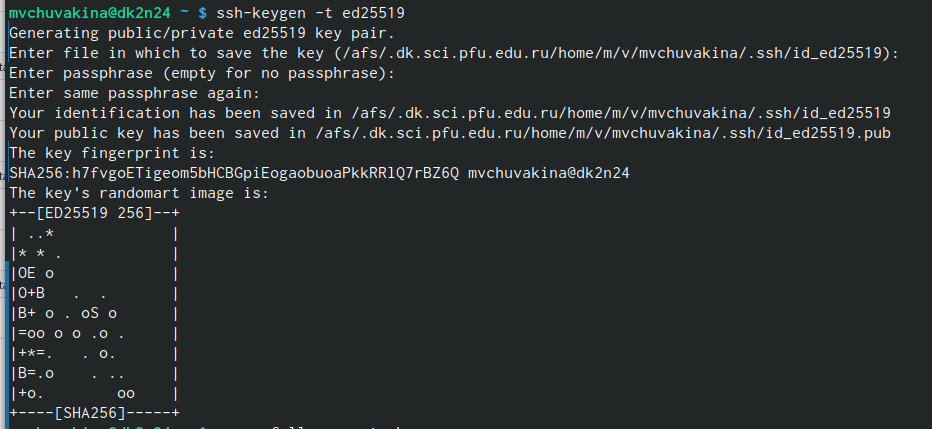 mvchuvakina@dk2n24 ~ $ ssh-keygen -t ed25519
Generating public/private ed25519 key pair.
Enter file in which to save the key (/afs/.dk.sci.pfu.edu.ru/home/m/v/mvchuvakina/.ssh/id_ed25519):
Enter passphrase (empty for no passphrase):
Enter same passphrase again:
Your identification has been saved in /afs/.dk.sci.pfu.edu.ru/home/m/v/mvchuvakina/.ssh/id_ed25519
Your public key has been saved in /afs/.dk.sci.pfu.edu.ru/home/m/v/mvchuvakina/.ssh/id_ed25519.pub
The key fingerprint is:
SHA256:h7fvgoETigeom5bHCBGpiEogaobuoaPkkRRlQ7rBZ6Q mvchuvakina@dk2n24
The key's randomart image is:
+--[ED25519 256]--+
| ..*             |
|* * .            |
|OE o             |
|O+B   .  .       |
|B+ o . oS o      |
|=oo o o .o .     |
|+*=.   . o.      |
|B=.o    . ..     |
|+o.        oo    |
+----[SHA256]-----+